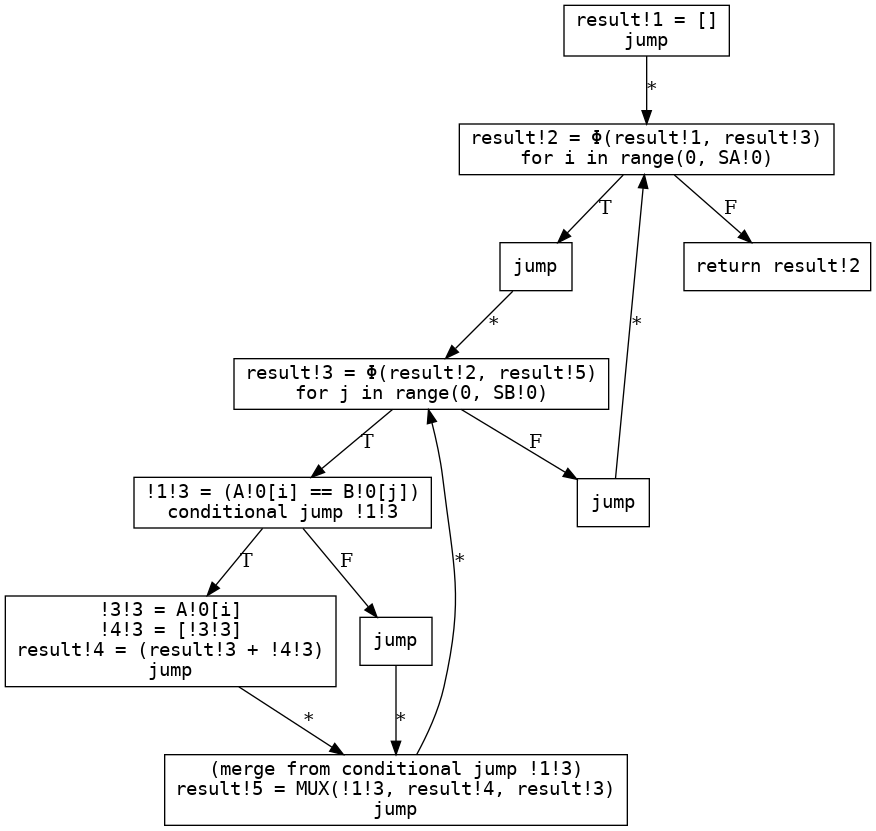 result!1 = []
jump
*
result!2 = Φ(result!1, result!3)
for i in range(0, SA!0)
T
F
jump
return result!2
*
*
result!3 = Φ(result!2, result!5)
for j in range(0, SB!0)
T
F
!1!3 = (A!0[i] == B!0[j])
conditional jump !1!3
jump
T
F
*
!3!3 = A!0[i]
!4!3 = [!3!3]
result!4 = (result!3 + !4!3)
jump
jump
*
*
(merge from conditional jump !1!3)
result!5 = MUX(!1!3, result!4, result!3)
jump